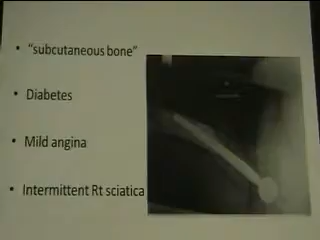 • "subcutaneous bone"
• Diabetes
• Mild angina
• Intermittent Rt sciatica